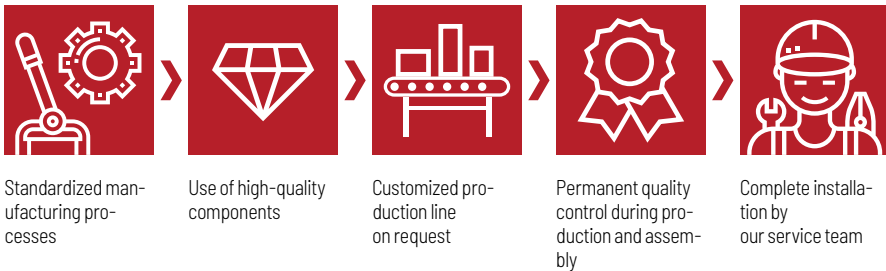 Standardized man-
ufacturing pro-
cesses
Use of high-quality
components
Customized pro-
duction line
on request
Permanent quality
control during pro-
duction and assem-
bly
Complete installa-
tion by
our service team